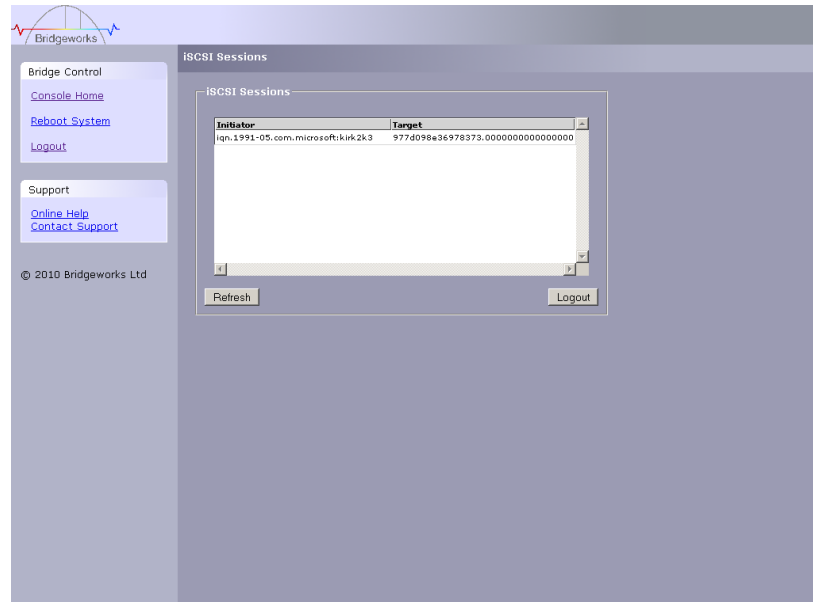 Bridgeworks
iSCSI Sessions
Bridge Control
Console Home
Reboot System
Logout
Support
Online Help
Contact Support
© 2010 Bridgeworks Ltd
iSCSI Sessions
Initiator Target
iqn.1991-05.com.microsoft:kirk2k3 977d098e36978373.0000000000000000
Refresh Logout